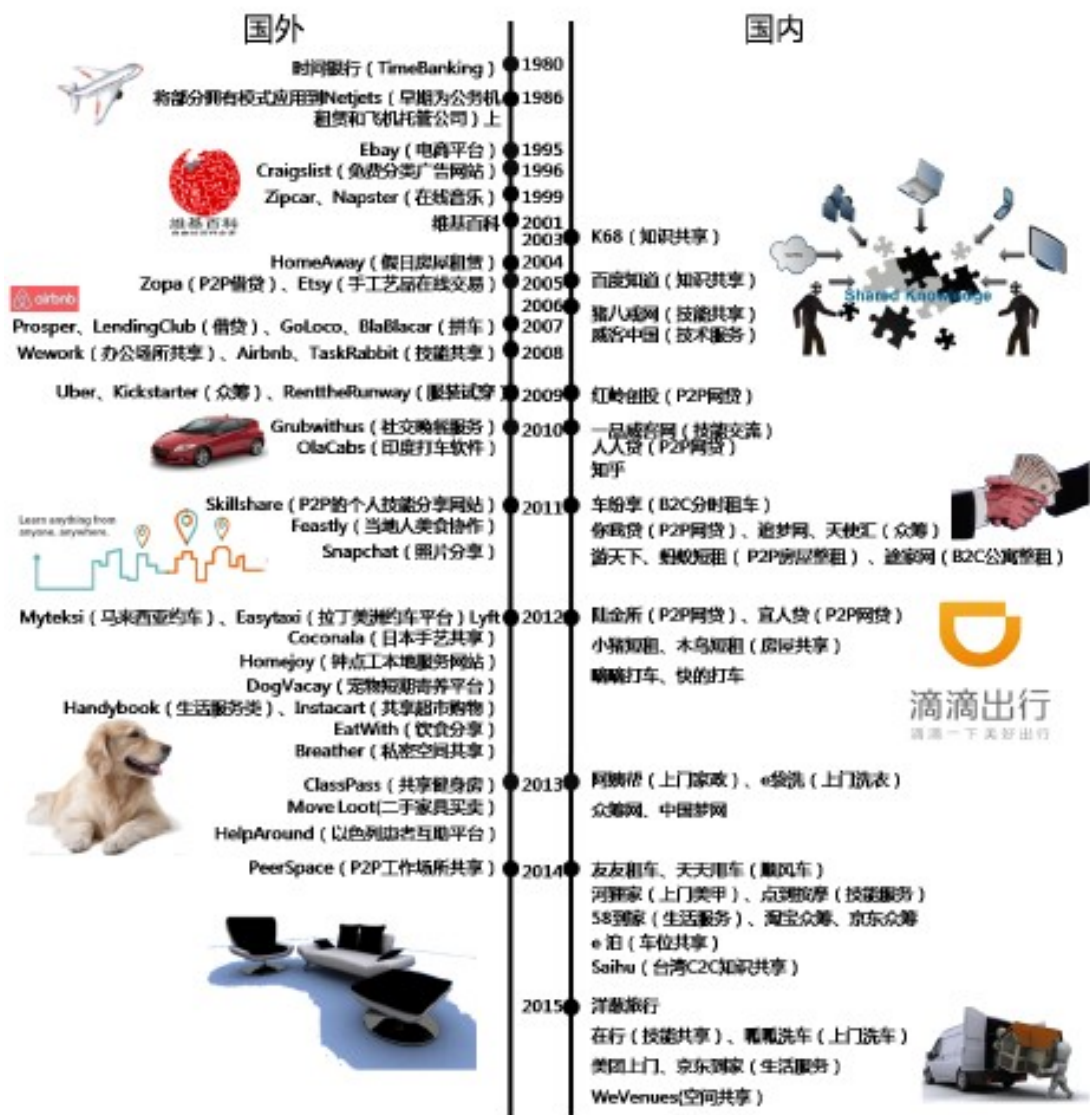 国外
国内
时间银行（TimeBanking）
1980
将部分拥有模式应用到Netjets（早期为公务机
1986
租赁和飞机托管公司）上
Ebay（电商平台）
1995
Craigslist（免费分类广告网站）
1996
Zipcar、Napster（在线音乐）
1999
维基百科
维基百科
2001
2003
K68（知识共享）
HomeAway（假日房屋租赁）
2004
Zopa（P2P借贷）、Etsy（手工艺品在线交易）
2005
百度知道（知识共享）
Shared Knowledge
airbnb
2006
猪八戒网（技能共享）
Prosper、LendingClub（借贷）、GoLoco、BlaBlacar（拼车）
2007
威客中国（技术服务）
Wework（办公场所共享）、Airbnb、TaskRabbit（技能共享）
2008
Uber、Kickstarter（众筹）、RenttheRunway（服装试穿）
2009
红岭创投（P2P网贷）
Grubwithus（社交晚餐服务）
2010
一品威客网（技能交流）
OlaCabs（印度打车软件）
人人贷（P2P网贷）
知乎
Skillshare（P2P的个人技能分享网站）
2011
车纷享（B2C分时租车）
Learn anything from
anyone, anywhere.
Feastly（当地人美食协作）
你我贷（P2P网贷）、追梦网、天使汇（众筹）
Snapchat（照片分享）
游天下、蚂蚁短租（P2P房屋整租）、途家网（B2C公寓整租）
Myteksi（马来西亚约车）、Easytaxi（拉丁美洲约车平台）Lyft
2012
陆金所（P2P网贷）、宜人贷（P2P网贷）
Coconala（日本手艺共享）
小猪短租、木鸟短租（房屋共享）
Homejoy（钟点工本地服务网站）
嘀嘀打车、快的打车
DogVacay（宠物短期寄养平台）
滴滴出行
滴滴一下 美好出行
Handybook（生活服务类）、Instacart（共享超市购物）
EatWith（饮食分享）
Breather（私密空间共享）
ClassPass（共享健身房）
2013
阿姨帮（上门家政）、e袋洗（上门洗衣）
Move Loot(二手家具买卖）
众筹网、中国梦网
HelpAround（以色列患者互助平台）
PeerSpace（P2P工作场所共享）
2014
友友租车、天天用车（顺风车）
河狸家（上门美甲）、点到按摩（技能服务）
58到家（生活服务）、淘宝众筹、京东众筹
e 泊（车位共享）
Saihu（台湾C2C知识共享）
2015
洋葱旅行
在行（技能共享）、呱呱洗车（上门洗车）
美团上门、京东到家（生活服务）
WeVenues(空间共享）